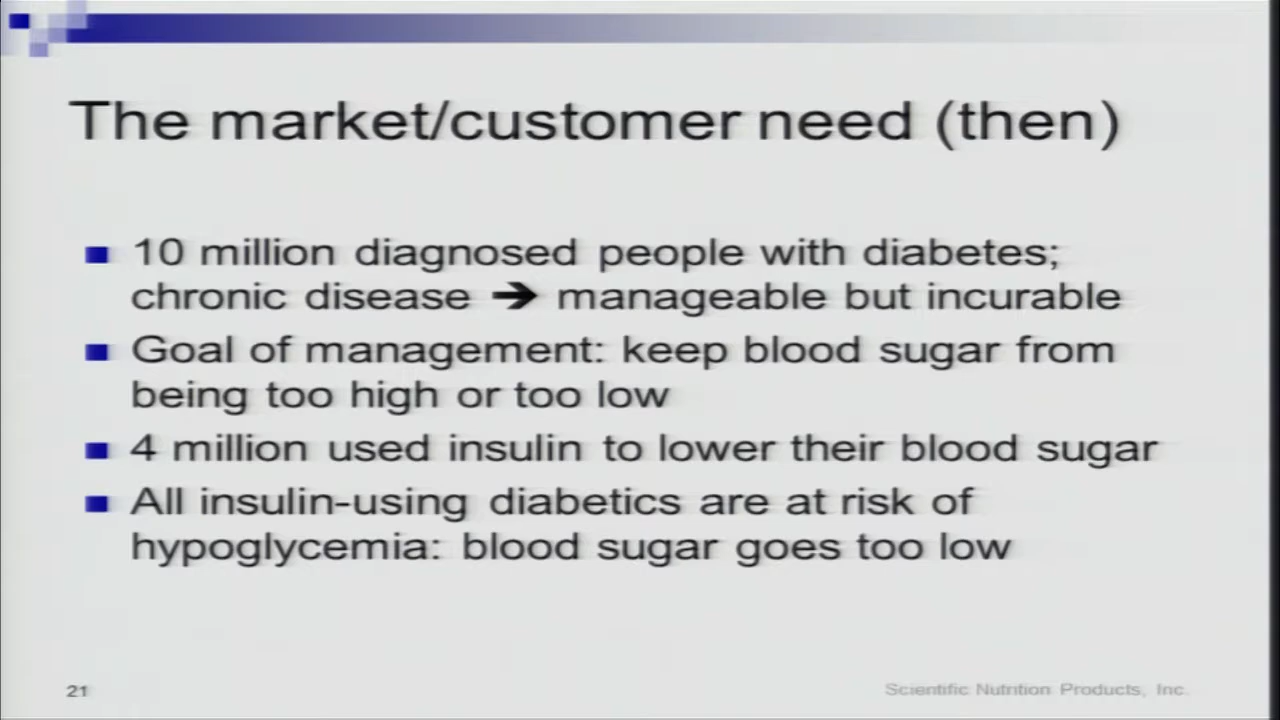 The market/customer need (then)
10 million diagnosed people with diabetes;
chronic disease ➔ manageable but incurable
Goal of management: keep blood sugar from
being too high or too low
4 million used insulin to lower their blood sugar
All insulin-using diabetics are at risk of
hypoglycemia: blood sugar goes too low
21
Scientific Nutrition Products, Inc.